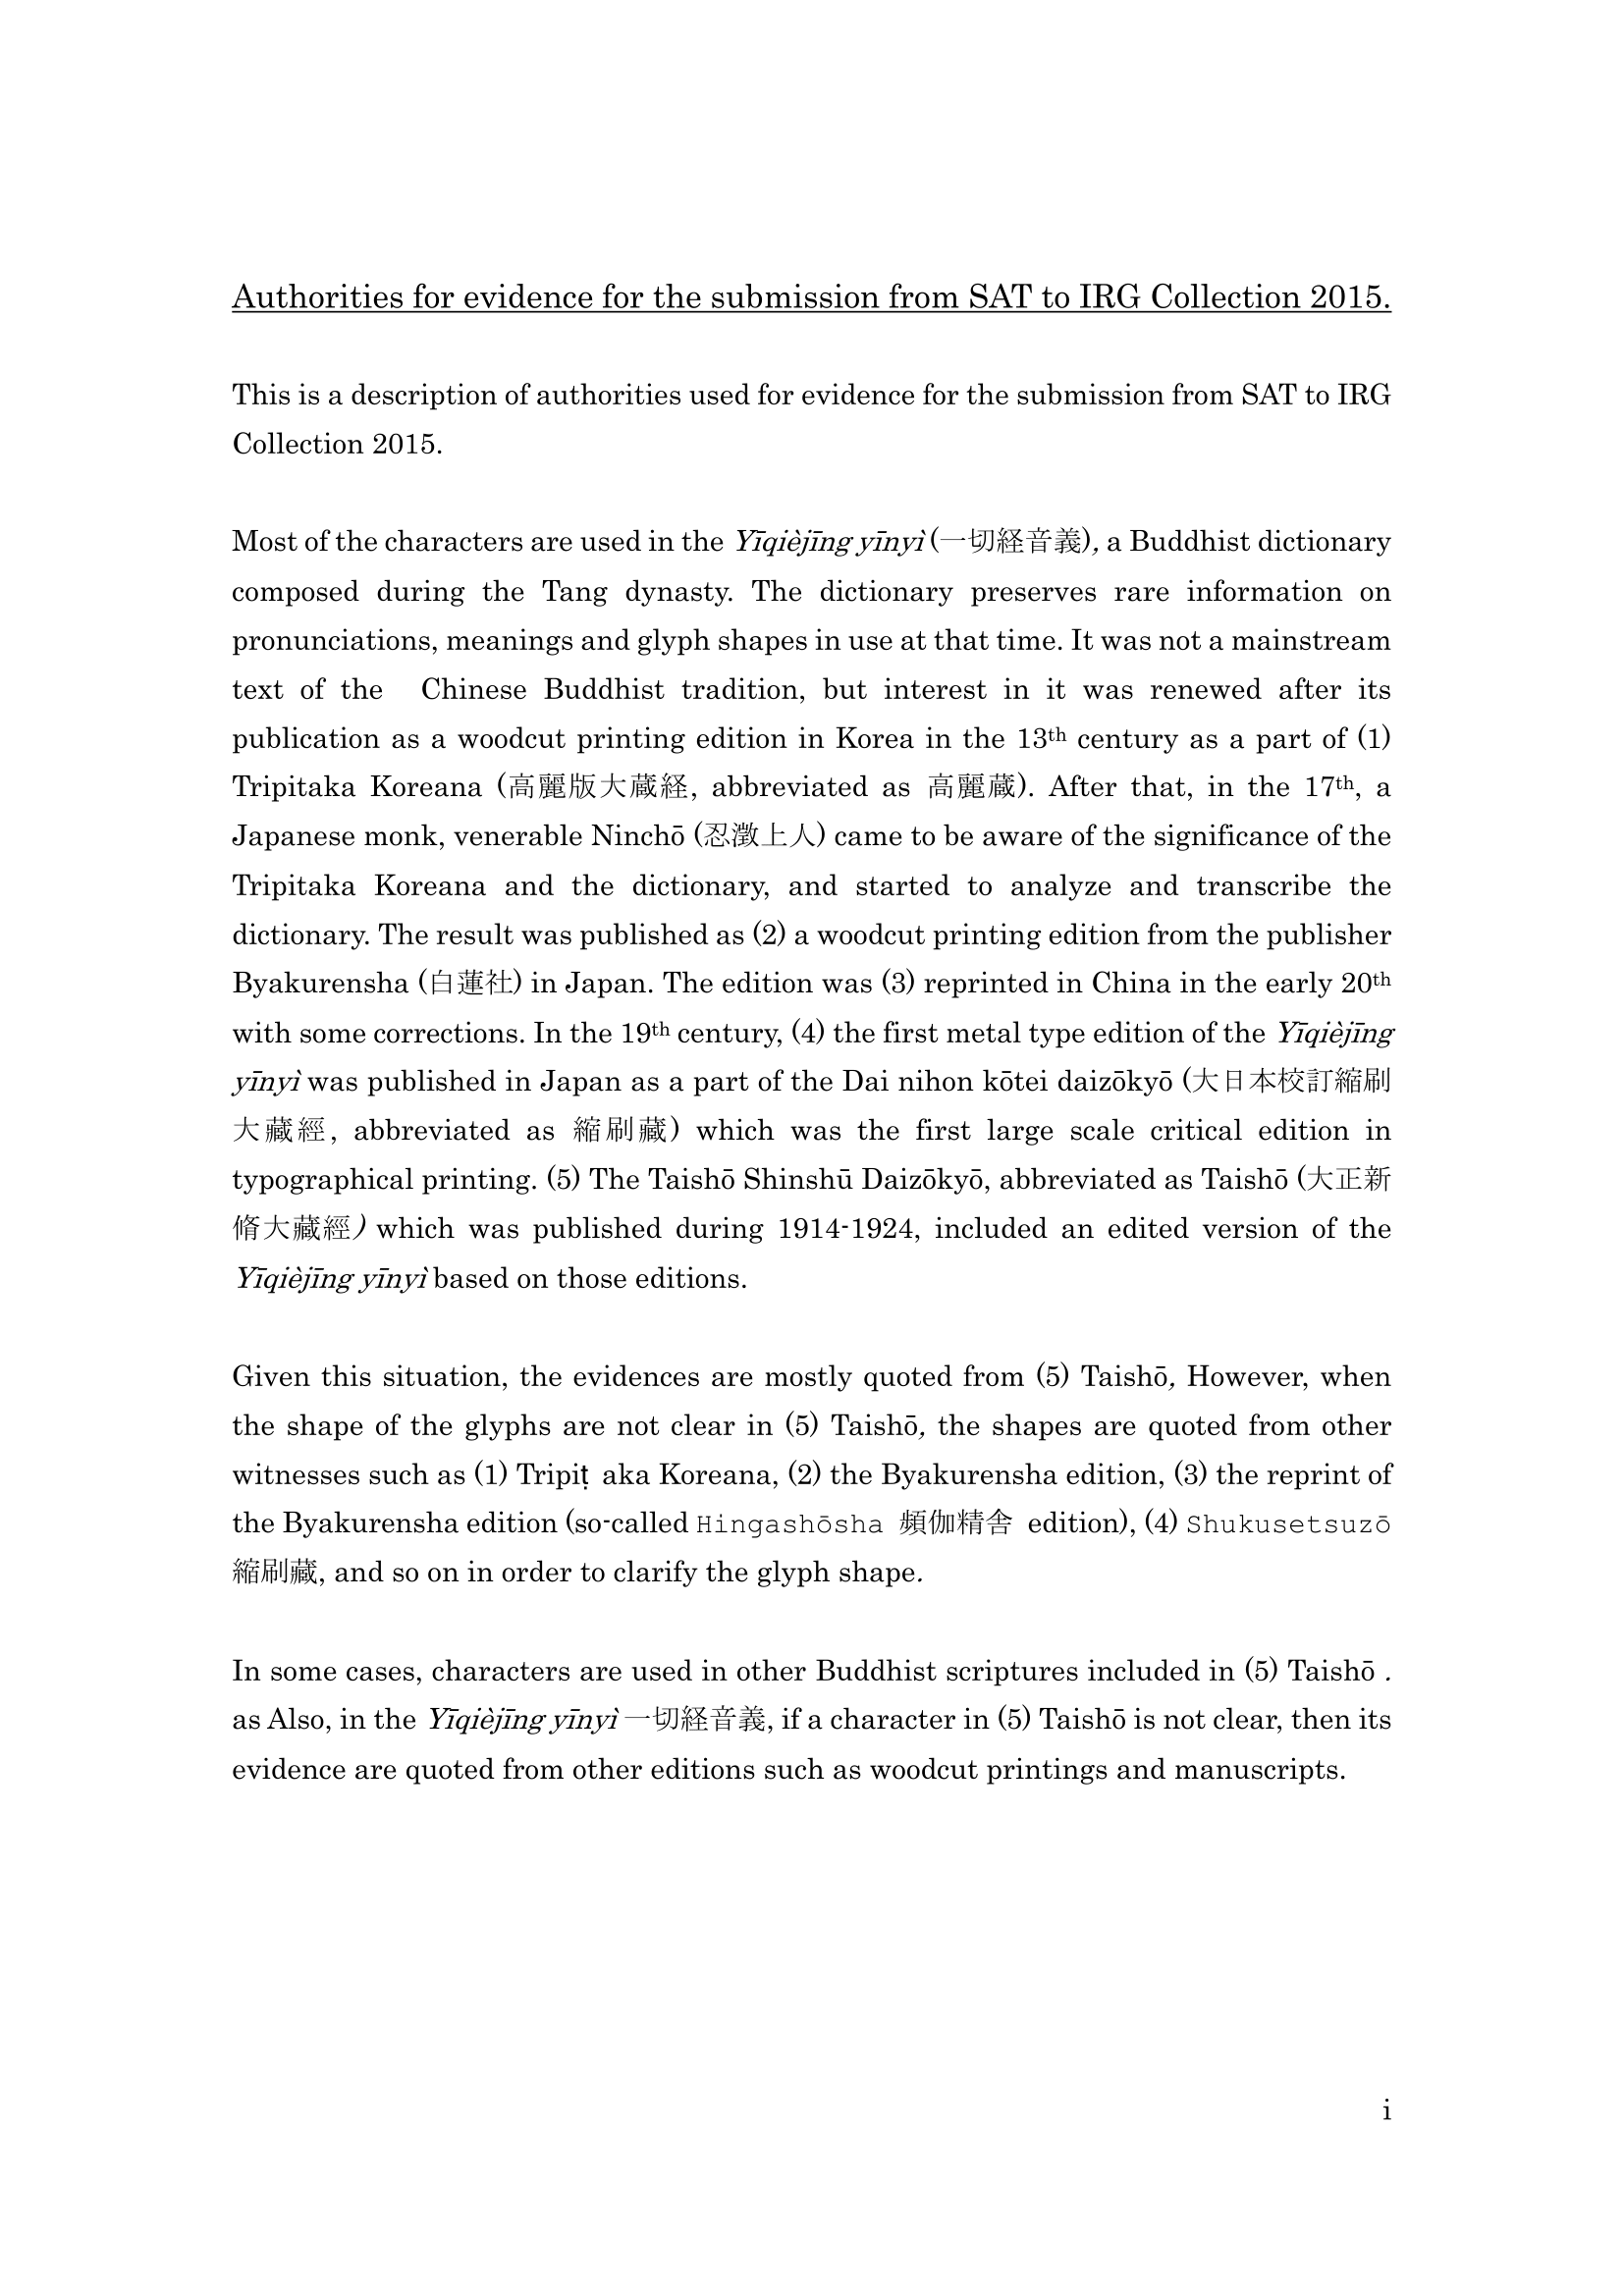 Authorities for evidence for the submission from SAT to IRG Collection 2015.
This is a description of authorities used for evidence for the submission from SAT to IRG
Collection 2015.
Most of the characters are used in the Yīqièjīng yīnyì (一切経音義), a Buddhist dictionary
composed during the Tang dynasty. The dictionary preserves rare information on
pronunciations, meanings and glyph shapes in use at that time. It was not a mainstream
text of the Chinese Buddhist tradition, but interest in it was renewed after its
publication as a woodcut printing edition in Korea in the 13th century as a part of (1)
Tripitaka Koreana (高麗版大蔵経, abbreviated as 高麗蔵). After that, in the 17th, a
Japanese monk, venerable Ninchō (忍澂上人) came to be aware of the significance of the
Tripitaka Koreana and the dictionary, and started to analyze and transcribe the
dictionary. The result was published as (2) a woodcut printing edition from the publisher
Byakurensha (白蓮社) in Japan. The edition was (3) reprinted in China in the early 20th
with some corrections. In the 19th century, (4) the first metal type edition of the Yīqièjīng
yīnyì was published in Japan as a part of the Dai nihon kōtei daizōkyō (大日本校訂縮刷
大藏經, abbreviated as 縮刷藏) which was the first large scale critical edition in
typographical printing. (5) The Taishō Shinshū Daizōkyō, abbreviated as Taishō (大正新
脩大藏經) which was published during 1914-1924, included an edited version of the
Yīqièjīng yīnyì based on those editions.
Given this situation, the evidences are mostly quoted from (5) Taishō, However, when
the shape of the glyphs are not clear in (5) Taishō, the shapes are quoted from other
witnesses such as (1) Tripiṭ aka Koreana, (2) the Byakurensha edition, (3) the reprint of
the Byakurensha edition (so-called Hingashōsha 頻伽精舎 edition), (4) Shukusetsuzō
縮刷藏, and so on in order to clarify the glyph shape.
In some cases, characters are used in other Buddhist scriptures included in (5) Taishō .
as Also, in the Yīqièjīng yīnyì 一切経音義, if a character in (5) Taishō is not clear, then its
evidence are quoted from other editions such as woodcut printings and manuscripts.
i